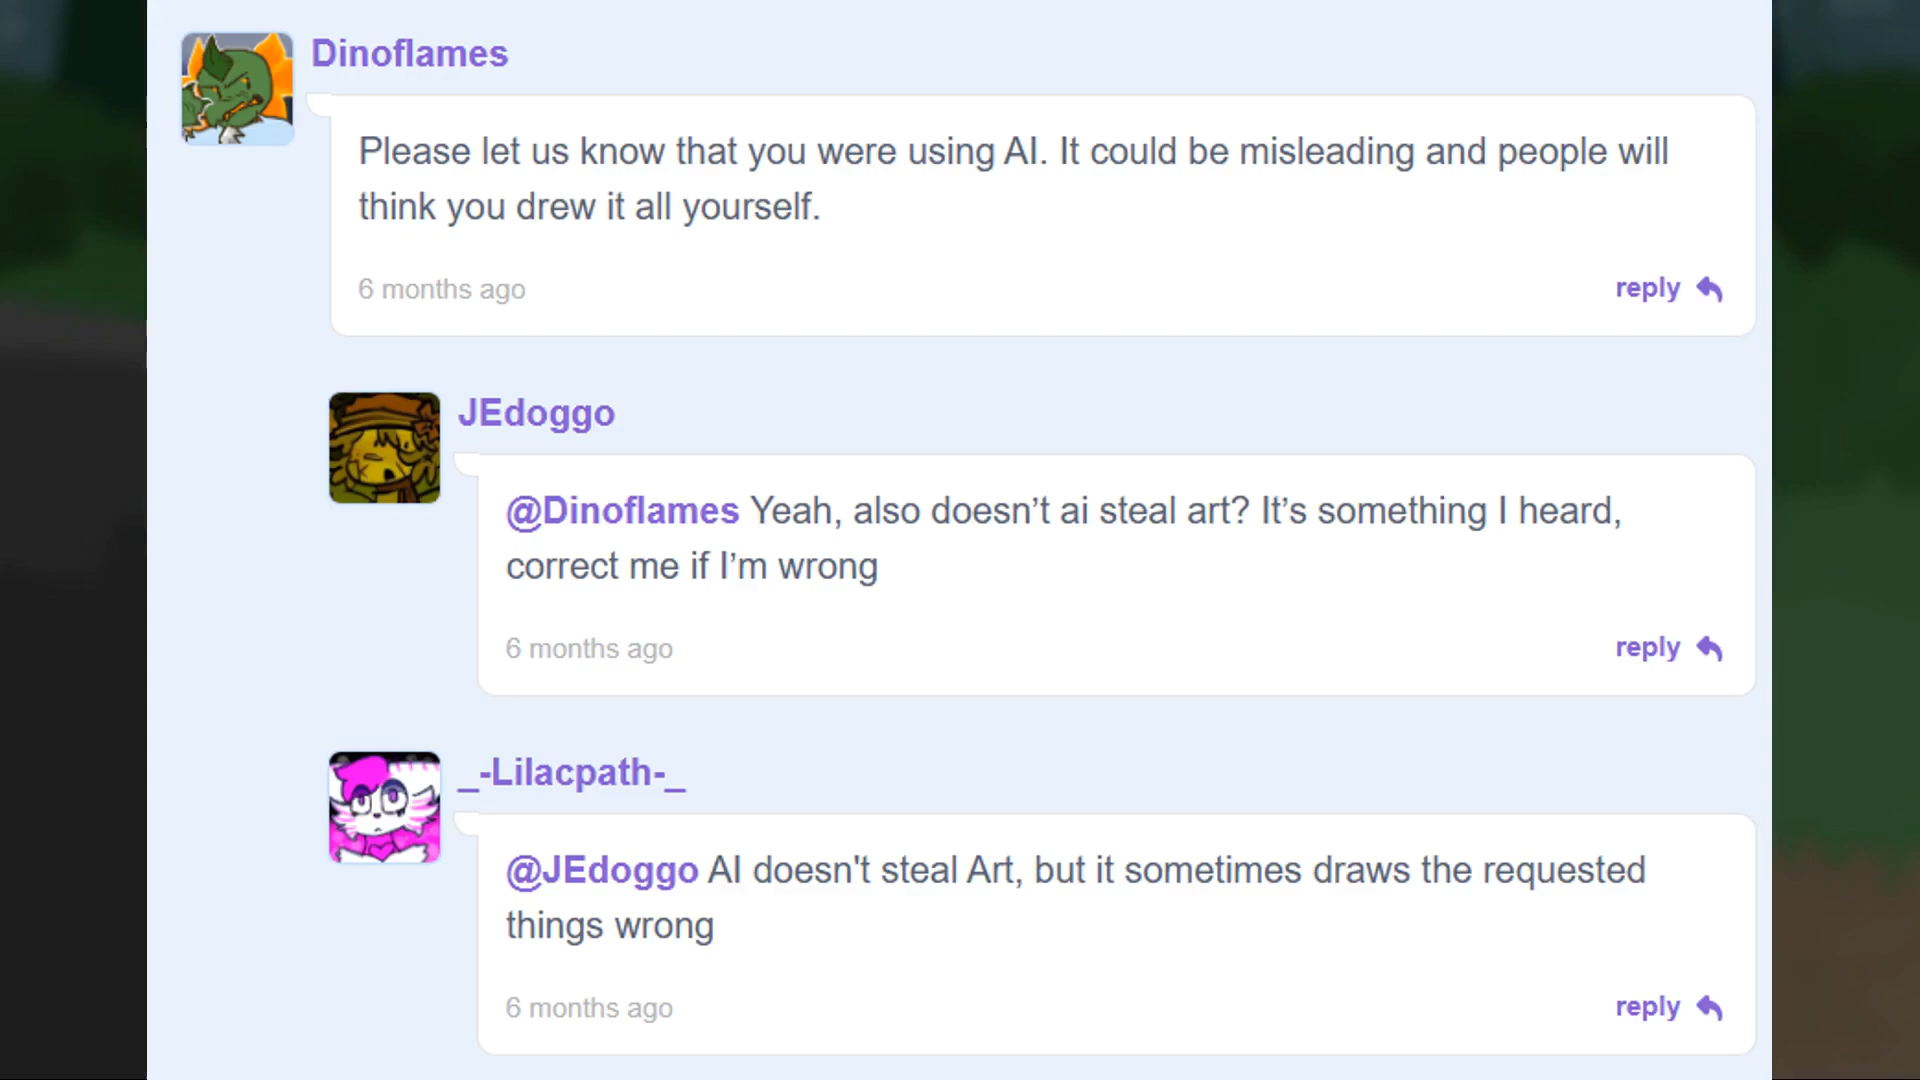 Dinoflames
Please let us know that you were using AI. It could be misleading and people will
think you drew it all yourself.
6 months ago
reply
JEdoggo
@Dinoflames Yeah, also doesn’t ai steal art? It’s something I heard,
correct me if I’m wrong
6 months ago
reply
_-Lilacpath-_
@JEdoggo AI doesn't steal Art, but it sometimes draws the requested
things wrong
6 months ago
reply